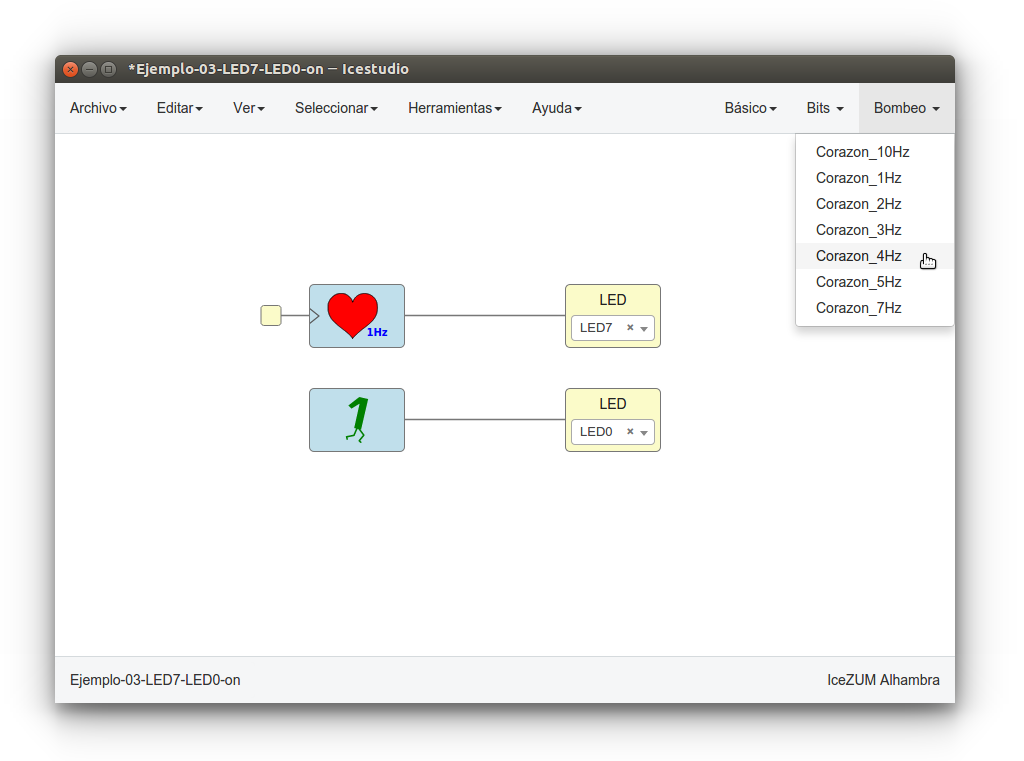 *Ejemplo-03-LED7-LED0-on — Icestudio
Archivo Editar Ver Seleccionar Herramientas Ayuda Básico Bits Bombeo
Corazon_10Hz
Corazon_1Hz
Corazon_2Hz
Corazon_3Hz
Corazon_4Hz
Corazon_5Hz
Corazon_7Hz
1Hz
LED
LED7
1
LED
LED0
Ejemplo-03-LED7-LED0-on IceZUM Alhambra